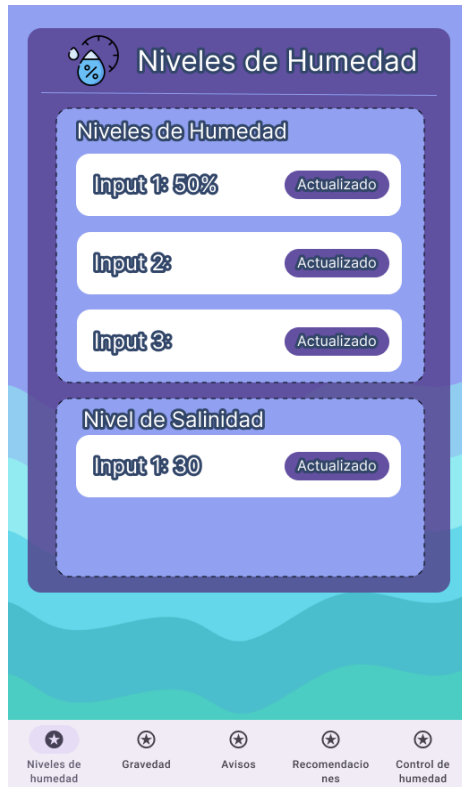 %
Niveles de Humedad
Niveles de Humedad
Input 1: 50%
Actualizado
Input 2:
Actualizado
Input 3:
Actualizado
Nivel de Salinidad
Input 1: 30
Actualizado
Niveles de
humedad
Gravedad
Avisos
Recomendacio
nes
Control de
humedad